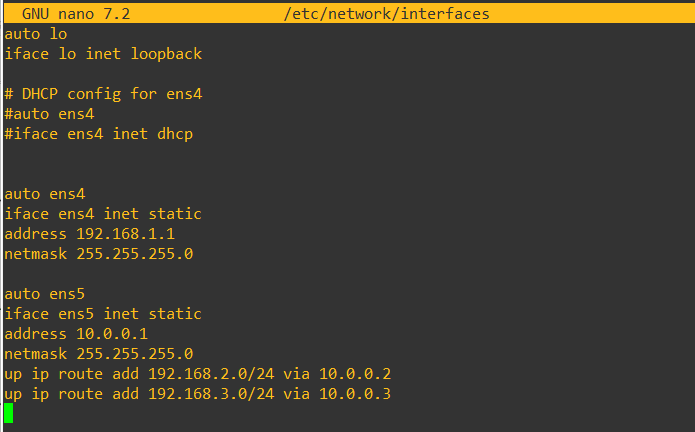 GNU nano 7.2 /etc/network/interfaces
auto lo
iface lo inet loopback
# DHCP config for ens4
#auto ens4
#iface ens4 inet dhcp
auto ens4
iface ens4 inet static
address 192.168.1.1
netmask 255.255.255.0
auto ens5
iface ens5 inet static
address 10.0.0.1
netmask 255.255.255.0
up ip route add 192.168.2.0/24 via 10.0.0.2
up ip route add 192.168.3.0/24 via 10.0.0.3